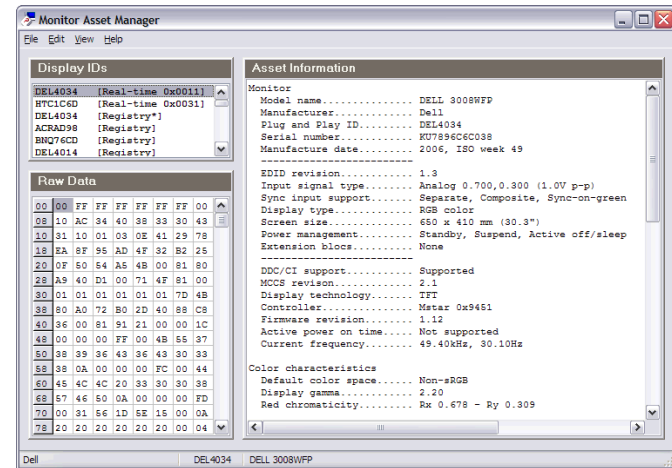 Monitor Asset Manager
File Edit View Help
Display IDs
DEL4034 [Real-time 0x0011]
HTC1C6D [Real-time 0x0031]
DEL4034 [Registry*]
ACRAD98 [Registry]
BNQ76CD [Registry]
DEL4014 [Registry]
Raw Data
00 00 FF FF FF FF FF FF 00
08 10 AC 34 40 38 33 30 43
10 31 10 01 03 0E 41 29 78
18 EA 8F 95 AD 4F 32 B2 25
20 0F 50 54 A5 4B 00 81 80
28 A9 40 D1 00 71 4F 81 00
30 01 01 01 01 01 01 7D 4B
38 80 A0 72 B0 2D 40 88 C8
40 36 00 81 91 21 00 00 1C
48 00 00 00 FF 00 4B 55 37
50 38 39 36 43 36 43 30 33
58 38 0A 00 00 00 FC 00 44
60 45 4C 4C 20 33 30 30 38
68 57 46 50 0A 00 00 00 FD
70 00 31 56 1D 5E 15 00 0A
78 20 20 20 20 20 20 00 04
Asset Information
Monitor
Model name............... DELL 3008WFP
Manufacturer............. Dell
Plug and Play ID......... DEL4034
Serial number............ KU7896C6C038
Manufacture date......... 2006, ISO week 49
-------------------------
EDID revision............ 1.3
Input signal type........ Analog 0.700,0.300 (1.0V p-p)
Sync input support....... Separate, Composite, Sync-on-green
Display type............. RGB color
Screen size.............. 650 x 410 mm (30.3")
Power management......... Standby, Suspend, Active off/sleep
Extension blocs.......... None
-------------------------
DDC/CI support........... Supported
MCCS revison............. 2.1
Display technology....... TFT
Controller............... Mstar 0x9451
Firmware revision........ 1.12
Active power on time..... Not supported
Current frequency........ 49.40kHz, 30.10Hz
Color characteristics
Default color space...... Non-sRGB
Display gamma............ 2.20
Red chromaticity......... Rx 0.678 - Ry 0.309
Dell DEL4034 DELL 3008WFP